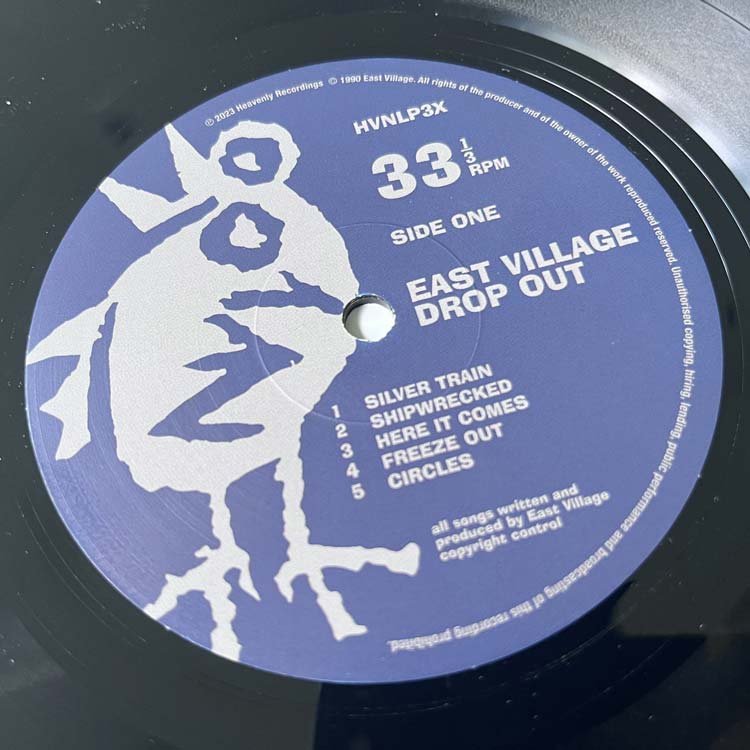 ℗ 2023 Heavenly Recordings © 1990 East Village. All rights of the producer and of the owner of the work reproduced reserved. Unauthorised copying, hiring, lending, public performance and broadcasting of this recording prohibited.
HVNLP3X
33 1/3 RPM
SIDE ONE
EAST VILLAGE
DROP OUT
1 SILVER TRAIN
2 SHIPWRECKED
3 HERE IT COMES
4 FREEZE OUT
5 CIRCLES
all songs written and
produced by East Village
copyright control